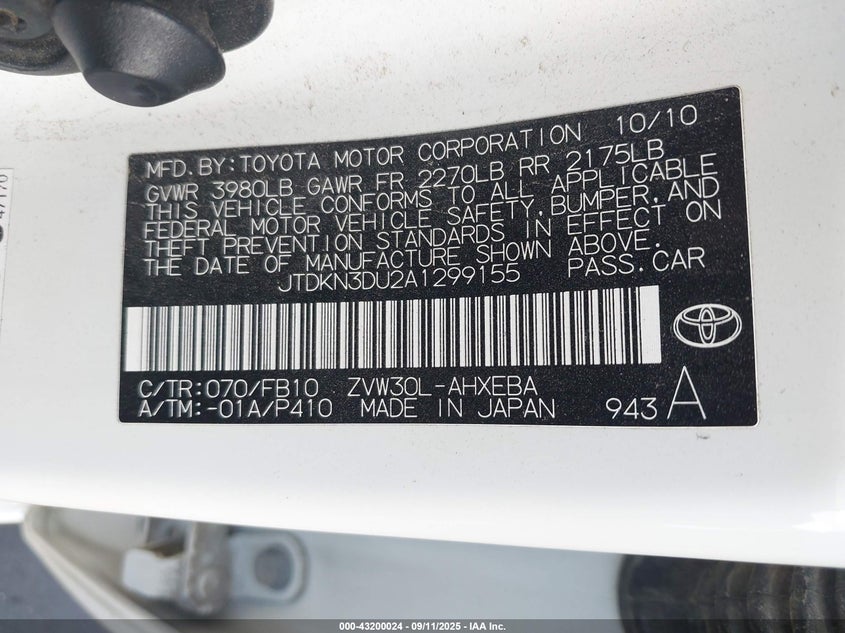 MFD.BY:TOYOTA MOTOR CORPORATION 10/10
GVWR 3980LB GAWR FR 2270LB RR 2175LB
THIS VEHICLE CONFORMS TO ALL APPLICABLE
FEDERAL MOTOR VEHICLE SAFETY,BUMPER,AND
THEFT PREVENTION STANDARDS IN EFFECT ON
THE DATE OF MANUFACTURE SHOWN ABOVE.
JTDKN3DU2A1299155 PASS.CAR
C/TR:070/FB10 ZVW30L-AHXEBA
A/TM:-01A/P410 MADE IN JAPAN 943 A
47170
000-43200024 - 09/11/2025 - IAA Inc.